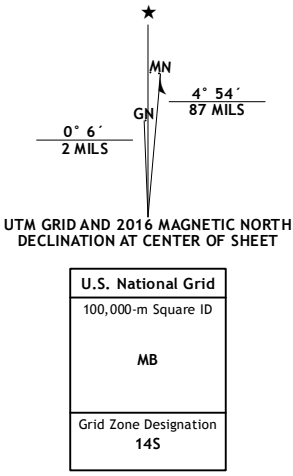 ★
MN
GN
4° 54´
87 MILS
0° 6´
2 MILS
UTM GRID AND 2016 MAGNETIC NORTH
DECLINATION AT CENTER OF SHEET
U.S. National Grid
100,000-m Square ID
MB
Grid Zone Designation
14S